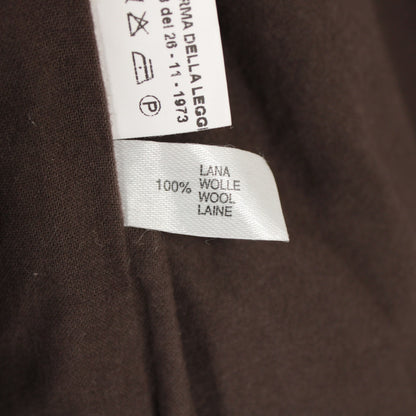 RMA DELLA LEGG
del 26 - 11 - 1973
P
100%
LANA
WOLLE
WOOL
LAINE